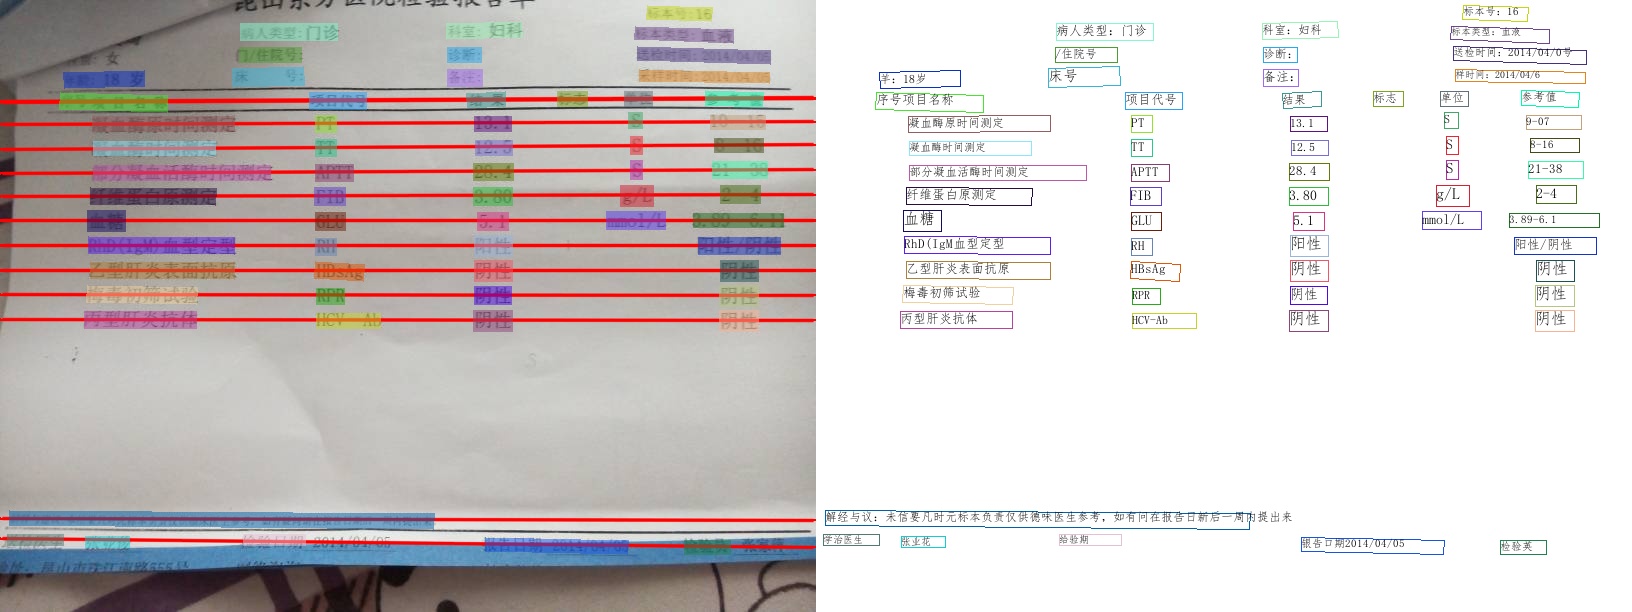 标本号:16
病人类型:门诊 科室:妇科 标本类型:血液
门/住院号: 诊断: 送检时间:2014/04/05
女
年龄:18 岁 床 号: 备注: 采样时间:2014/04/05
项目名称 项目代号 结果 标志 单位 参考值
凝血酶原时间测定 PT 13.1 S
凝血酶时间测定 TT 12.5 S 8--16
部分凝血活酶时间测定 APTT 28.4 S 21--38
纤维蛋白原测定 FIB 3.80 g/L 2--4
血糖 GLU 5.1 mmol/L 3.89--6.11
RhD(IgM)血型定型 RH 阳性 阳性/阴性
乙型肝炎表面抗原 HBsAg 阴性 阴性
梅毒初筛试验 RPR 阴性 阴性
丙型肝炎抗体 HCV-Ab 阴性 阴性
检验日期 2014/04/05 报告日期 2014/04/05
昆山市珠江南路555号
标本号:16
病人类型:门诊 科室:妇科 标本类型:血液
/住院号 诊断: 送检时间:2014/04/0号
羊:18岁 床号 备注: 样时间:2014/04/6
序号项目名称 项目代号 结果 标志 单位 参考值
凝血酶原时间测定 PT 13.1 S 9-07
凝血酶时间测定 TT 12.5 S 8-16
部分凝血活酶时间测定 APTT 28.4 S 21-38
纤维蛋白原测定 FIB 3.80 g/L 2-4
血糖 GLU 5.1 mmol/L 3.89-6.1
RhD(IgM血型定型 RH 阳性 阳性/阴性
乙型肝炎表面抗原 HBsAg 阴性 阴性
梅毒初筛试验 RPR 阴性 阴性
丙型肝炎抗体 HCV-Ab 阴性 阴性
解经与议:未信要凡时元标本负责仅供德味医生参考,如有问在报告日新后一周内提出来
学治医生 张业花 给验期 银告日期2014/04/05 检验英